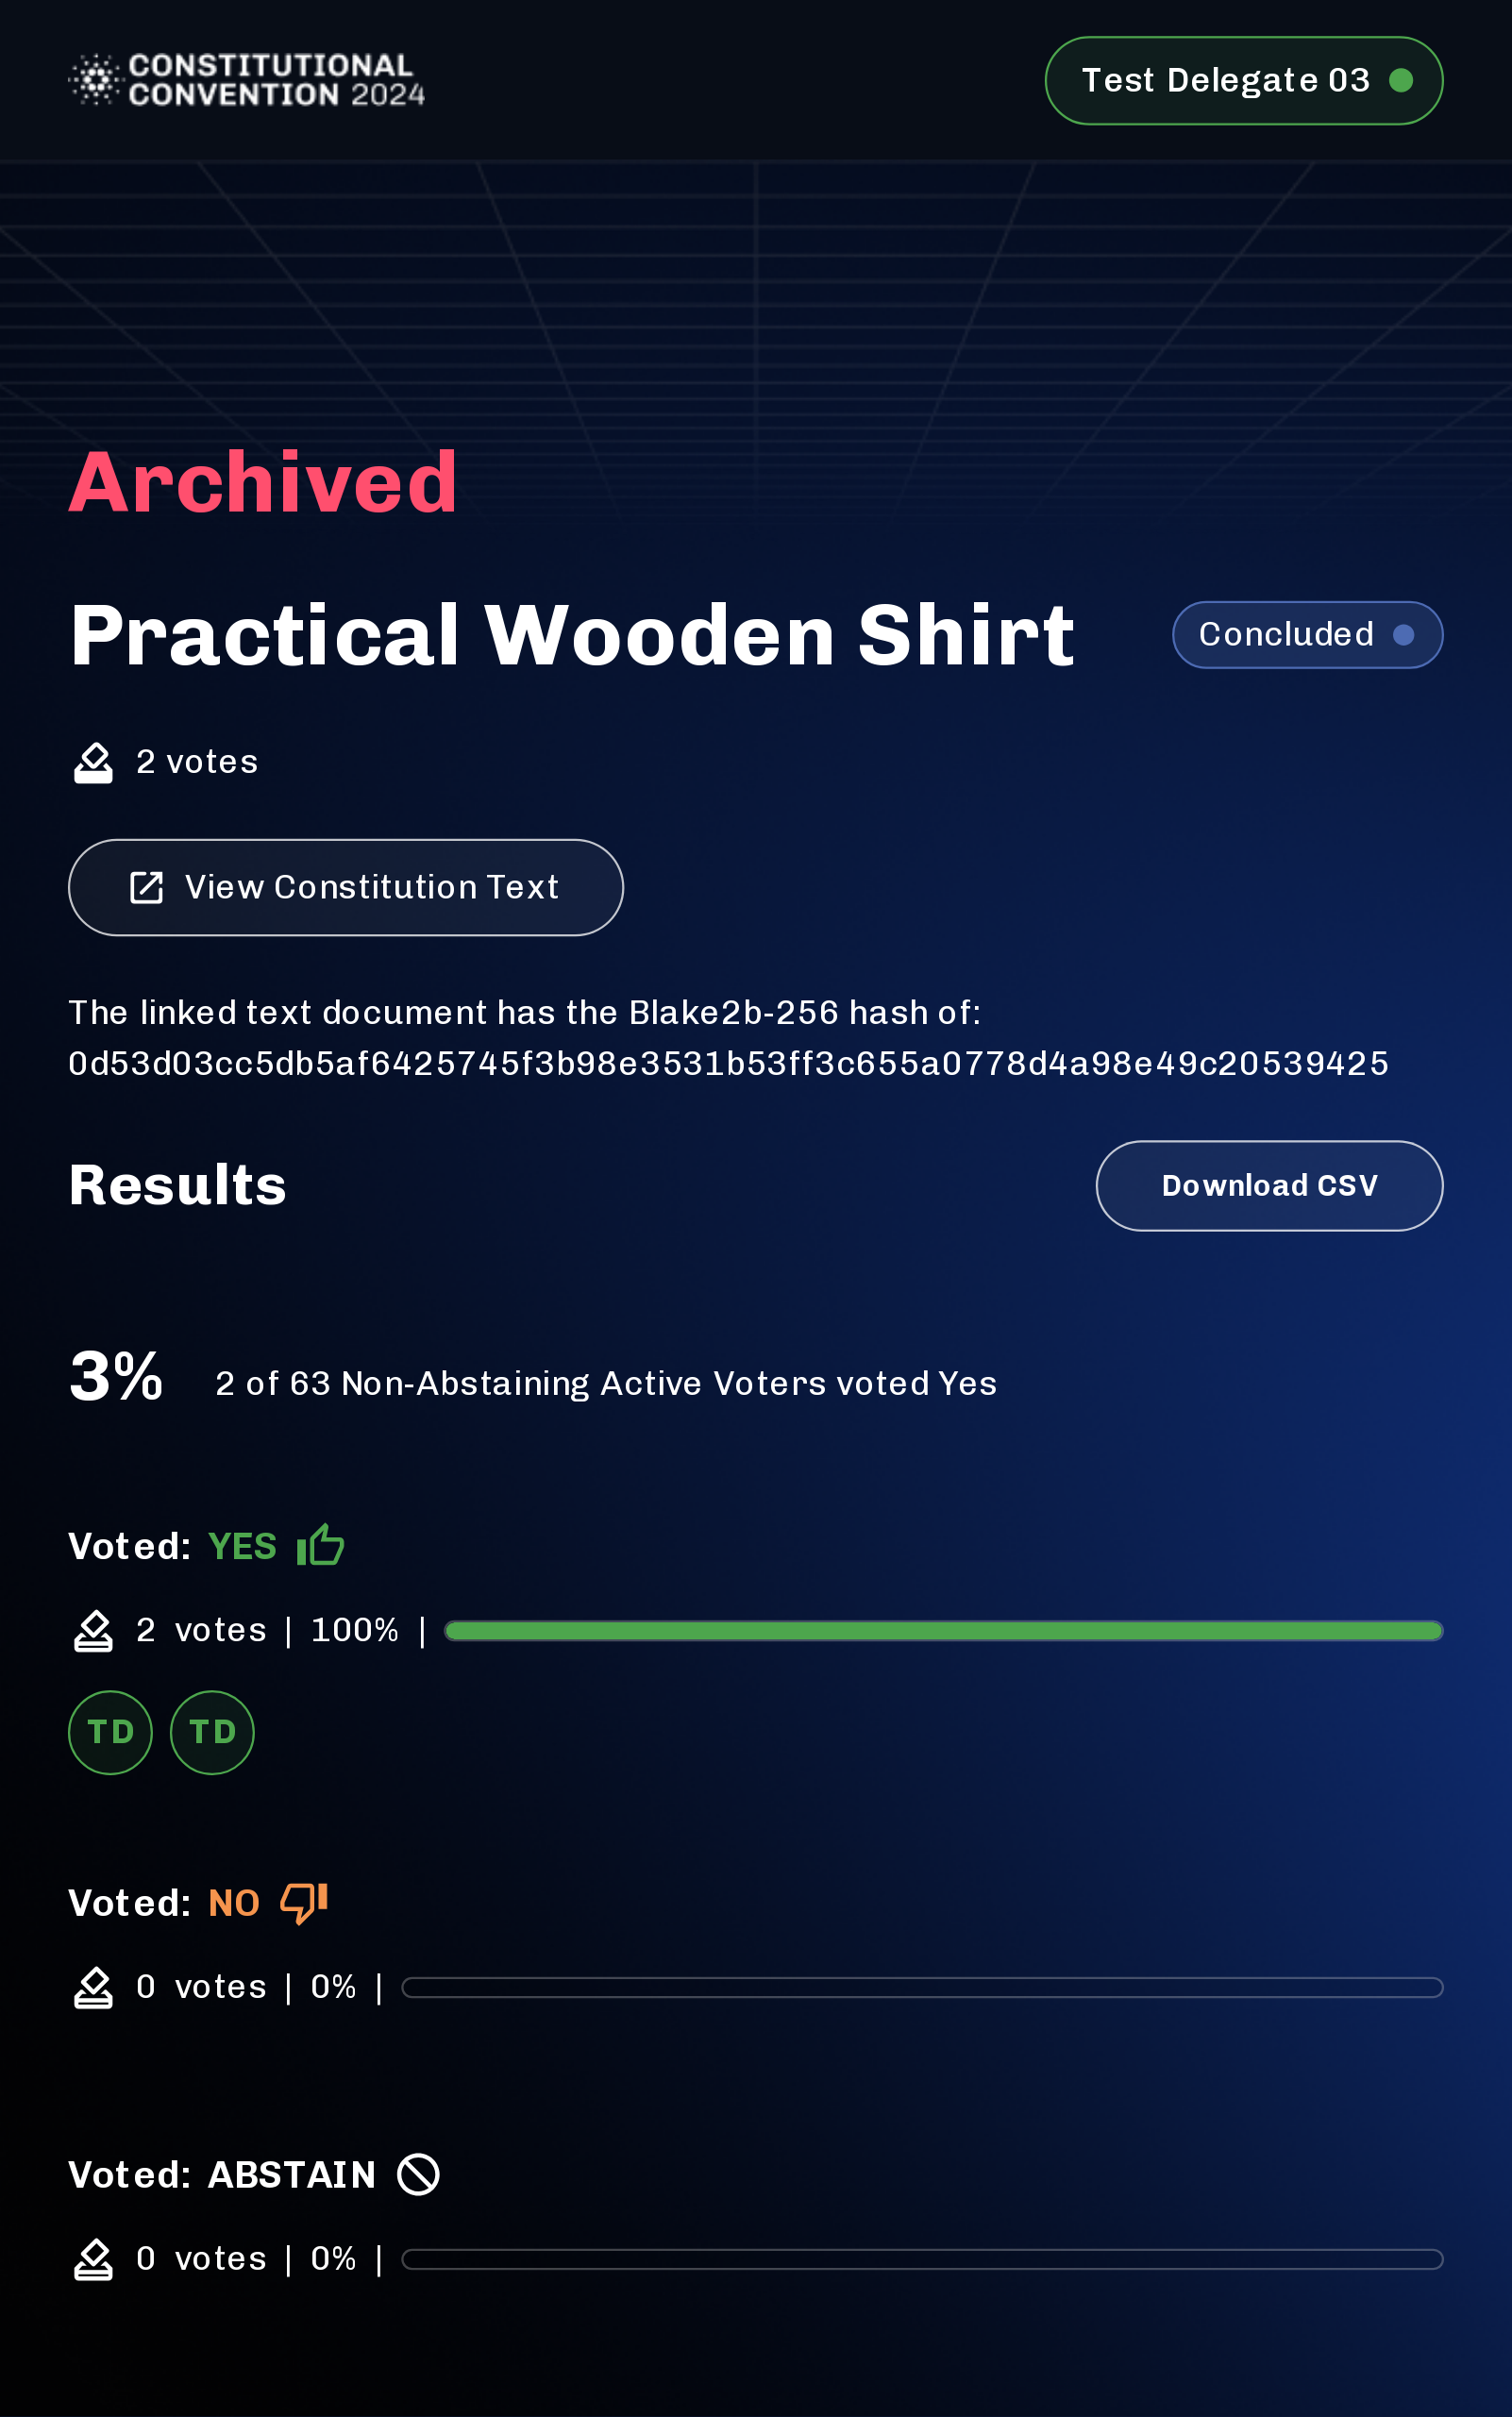 CONSTITUTIONAL
CONVENTION 2024
Test Delegate 03
Archived
Practical Wooden Shirt
Concluded
2 votes
View Constitution Text
The linked text document has the Blake2b-256 hash of:
0d53d03cc5db5af6425745f3b98e3531b53ff3c655a0778d4a98e49c20539425
Results
Download CSV
3% 2 of 63 Non-Abstaining Active Voters voted Yes
Voted: YES
2 votes | 100% |
TD TD
Voted: NO
0 votes | 0% |
Voted: ABSTAIN
0 votes | 0% |